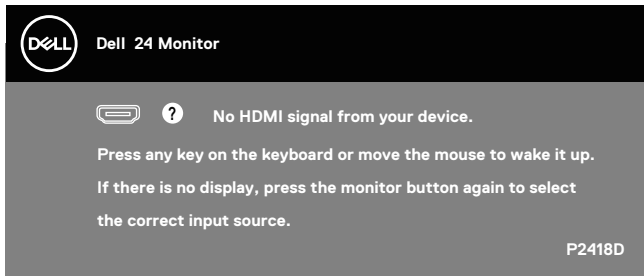 DELL
Dell 24 Monitor
? No HDMI signal from your device.
Press any key on the keyboard or move the mouse to wake it up.
If there is no display, press the monitor button again to select
the correct input source.
P2418D